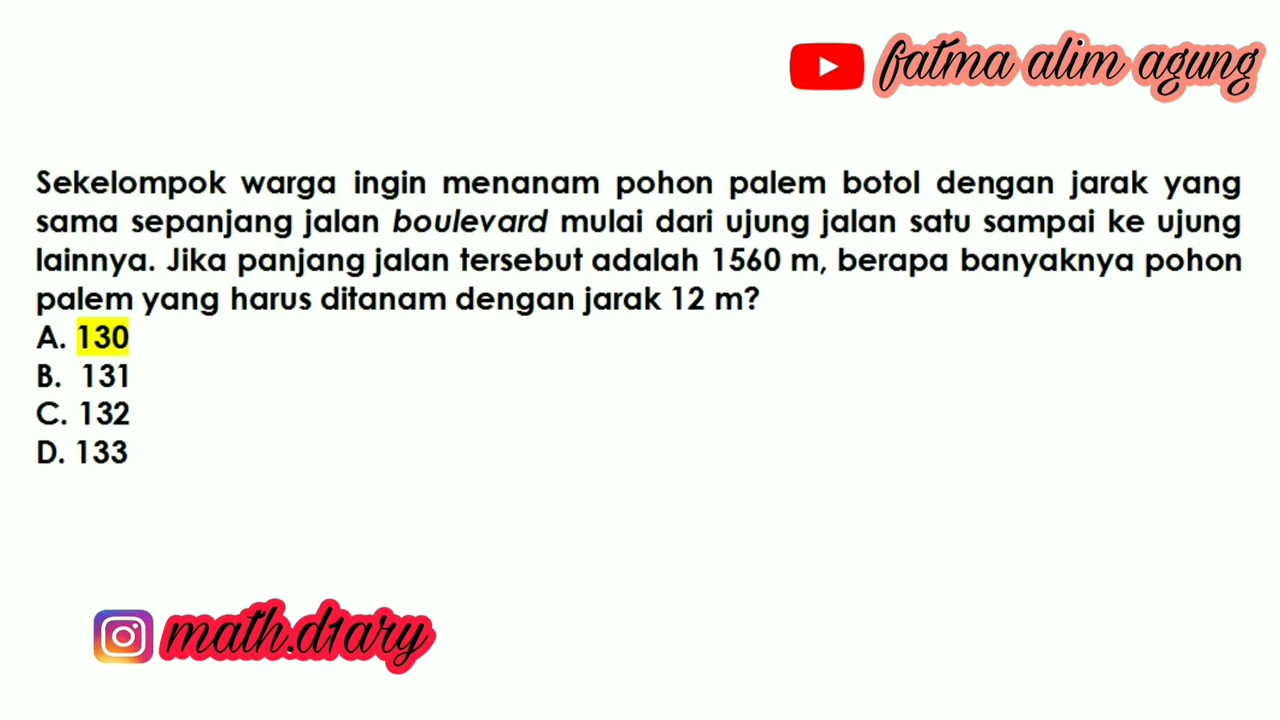 fatma alim agung
Sekelompok warga ingin menanam pohon palem botol dengan jarak yang
sama sepanjang jalan boulevard mulai dari ujung jalan satu sampai ke ujung
lainnya. Jika panjang jalan tersebut adalah 1560 m, berapa banyaknya pohon
palem yang harus ditanam dengan jarak 12 m?
A. 130
B. 131
C. 132
D. 133
math.d1ary